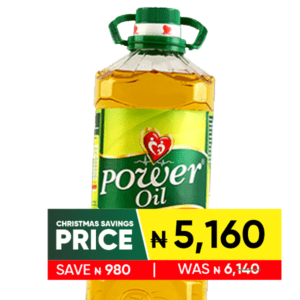 power
Oil
CHRISTMAS SAVINGS
PRICE
₦ 5,160
SAVE ₦ 980 | WAS ₦ 6,140